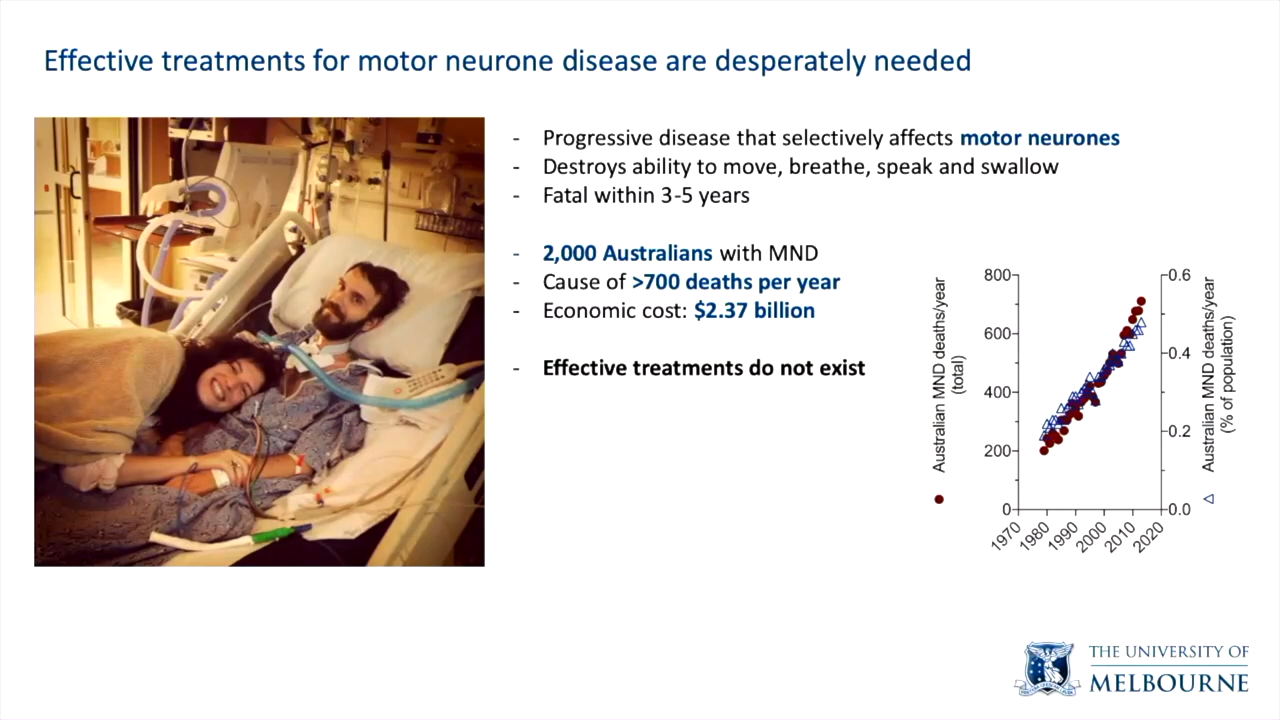 Effective treatments for motor neurone disease are desperately needed
- Progressive disease that selectively affects motor neurones
- Destroys ability to move, breathe, speak and swallow
- Fatal within 3-5 years
- 2,000 Australians with MND
- Cause of >700 deaths per year
- Economic cost: $2.37 billion
- Effective treatments do not exist
Australian MND deaths/year
(total)
800
600
400
200
0
1970
1980
1990
2000
2010
2020
0.6
0.4
0.2
0.0
Australian MND deaths/year
(% of population)
THE UNIVERSITY OF
MELBOURNE